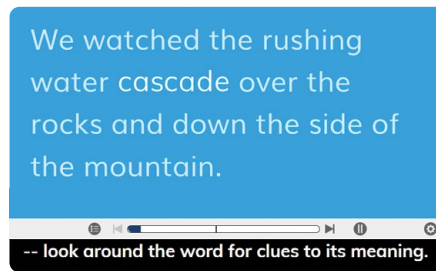 We watched the rushing
water cascade over the
rocks and down the side of
the mountain.
-- look around the word for clues to its meaning.